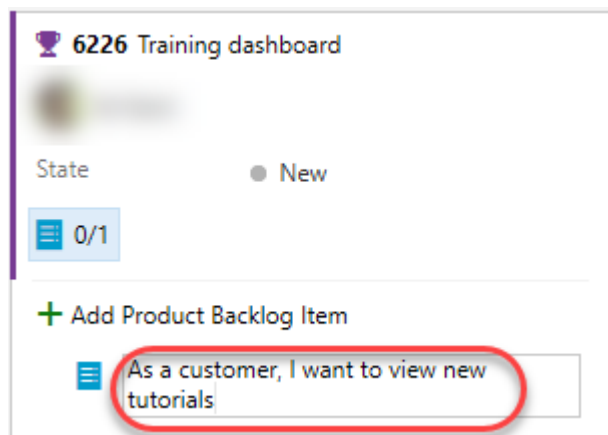 6226 Training dashboard
State New
0/1
Add Product Backlog Item
As a customer, I want to view new
tutorials